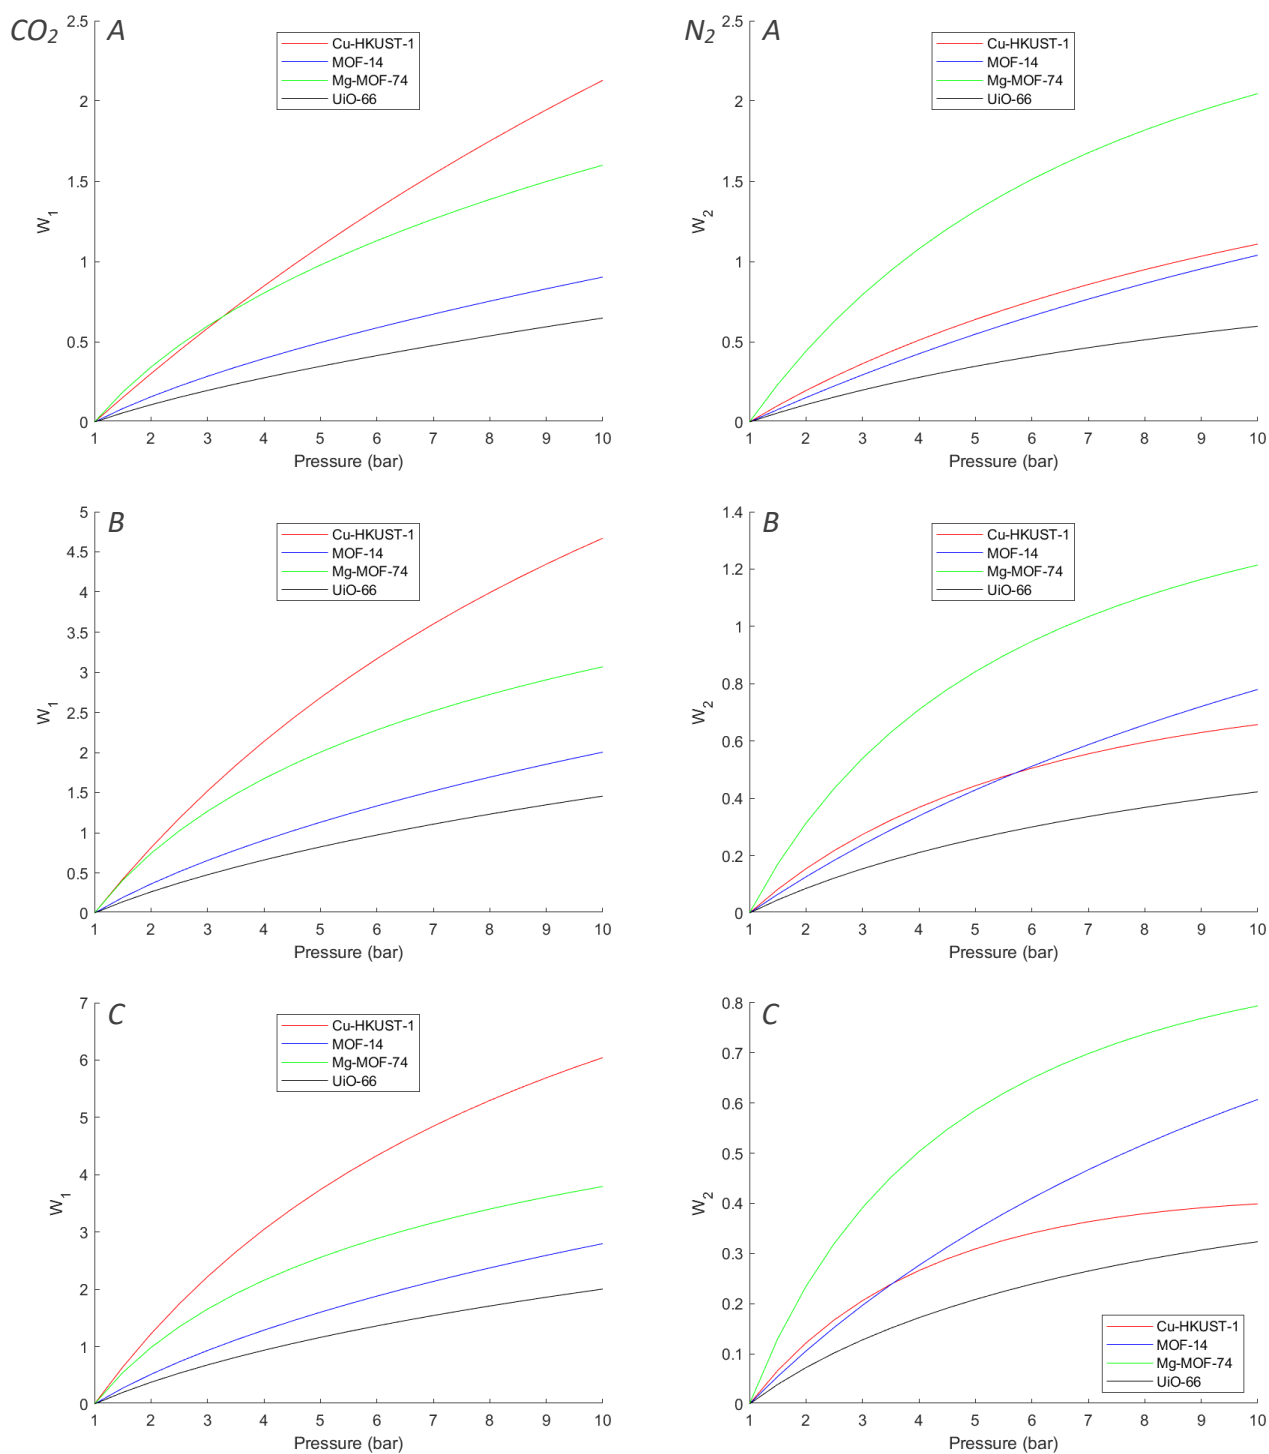 CO2 A
2.5
2
1.5
1
0.5
0
W1
Cu-HKUST-1
MOF-14
Mg-MOF-74
UiO-66
1 2 3 4 5 6 7 8 9 10
Pressure (bar)
N2 A
2.5
2
1.5
1
0.5
0
W2
Cu-HKUST-1
MOF-14
Mg-MOF-74
UiO-66
1 2 3 4 5 6 7 8 9 10
Pressure (bar)
B
5
4.5
4
3.5
3
2.5
2
1.5
1
0.5
0
W1
Cu-HKUST-1
MOF-14
Mg-MOF-74
UiO-66
1 2 3 4 5 6 7 8 9 10
Pressure (bar)
B
1.4
1.2
1
0.8
0.6
0.4
0.2
0
W2
Cu-HKUST-1
MOF-14
Mg-MOF-74
UiO-66
1 2 3 4 5 6 7 8 9 10
Pressure (bar)
C
7
6
5
4
3
2
1
0
W1
Cu-HKUST-1
MOF-14
Mg-MOF-74
UiO-66
1 2 3 4 5 6 7 8 9 10
Pressure (bar)
C
0.8
0.7
0.6
0.5
0.4
0.3
0.2
0.1
0
W2
Cu-HKUST-1
MOF-14
Mg-MOF-74
UiO-66
1 2 3 4 5 6 7 8 9 10
Pressure (bar)